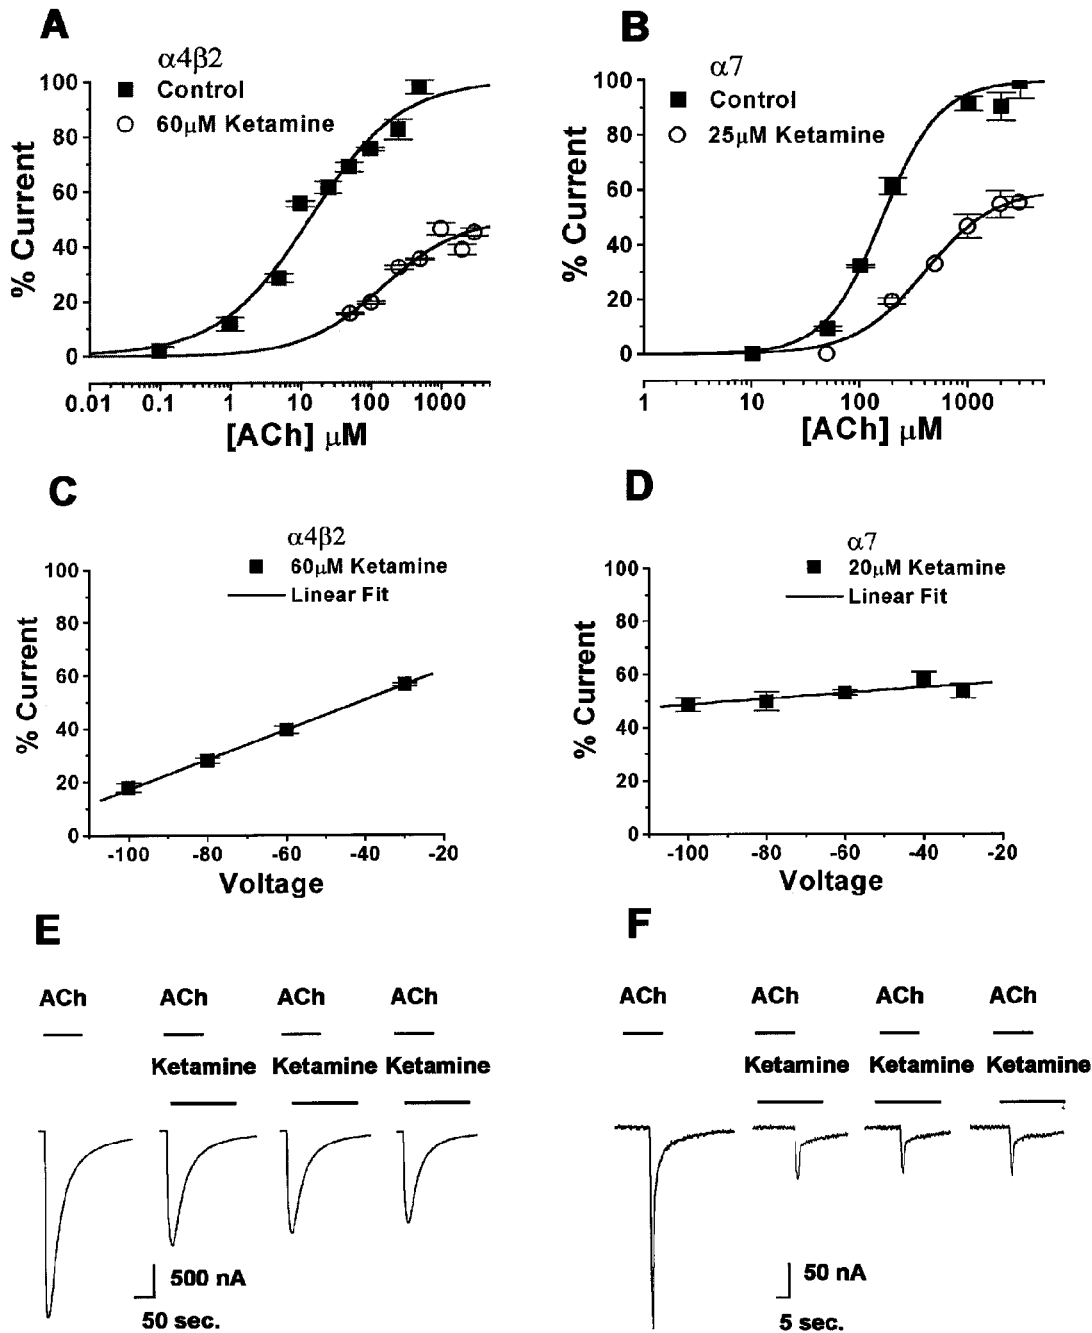 A
α4β2
Control
60μM Ketamine
% Current
100
80
60
40
20
0
0.01 0.1 1 10 100 1000
[ACh] μM
B
α7
Control
25μM Ketamine
% Current
100
80
60
40
20
0
1 10 100 1000
[ACh] μM
C
α4β2
60μM Ketamine
Linear Fit
% Current
100
80
60
40
20
0
-100 -80 -60 -40 -20
Voltage
D
α7
20μM Ketamine
Linear Fit
% Current
100
80
60
40
20
0
-100 -80 -60 -40 -20
Voltage
E
ACh ACh ACh ACh
Ketamine Ketamine Ketamine
500 nA
50 sec.
F
ACh ACh ACh ACh
Ketamine Ketamine Ketamine
50 nA
5 sec.